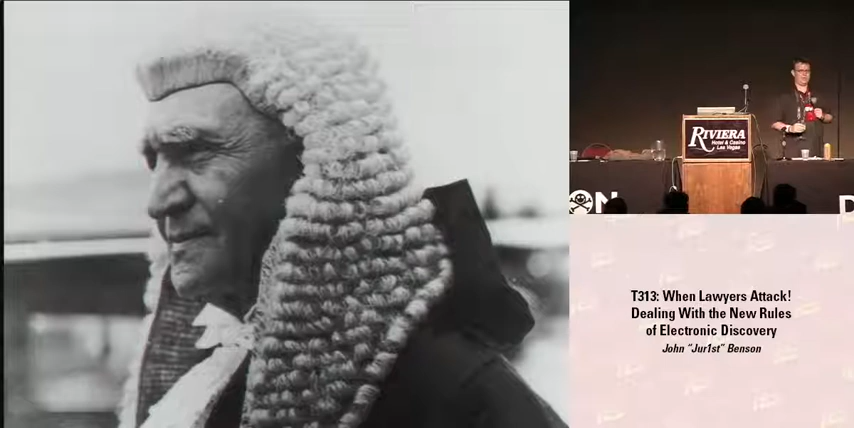 RIVIERA
Hotel & Casino
Las Vegas
ON
D
T313: When Lawyers Attack!
Dealing With the New Rules
of Electronic Discovery
John "Jur1st" Benson